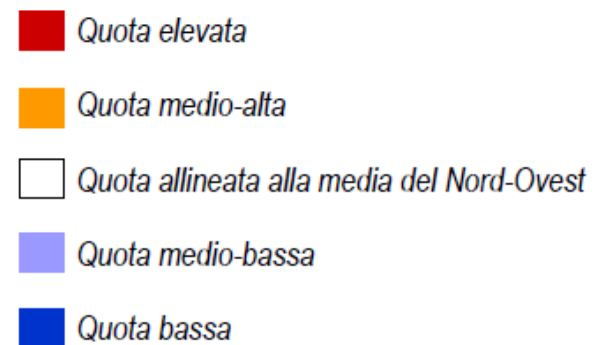 Quota elevata
Quota medio-alta
Quota allineata alla media del Nord-Ovest
Quota medio-bassa
Quota bassa